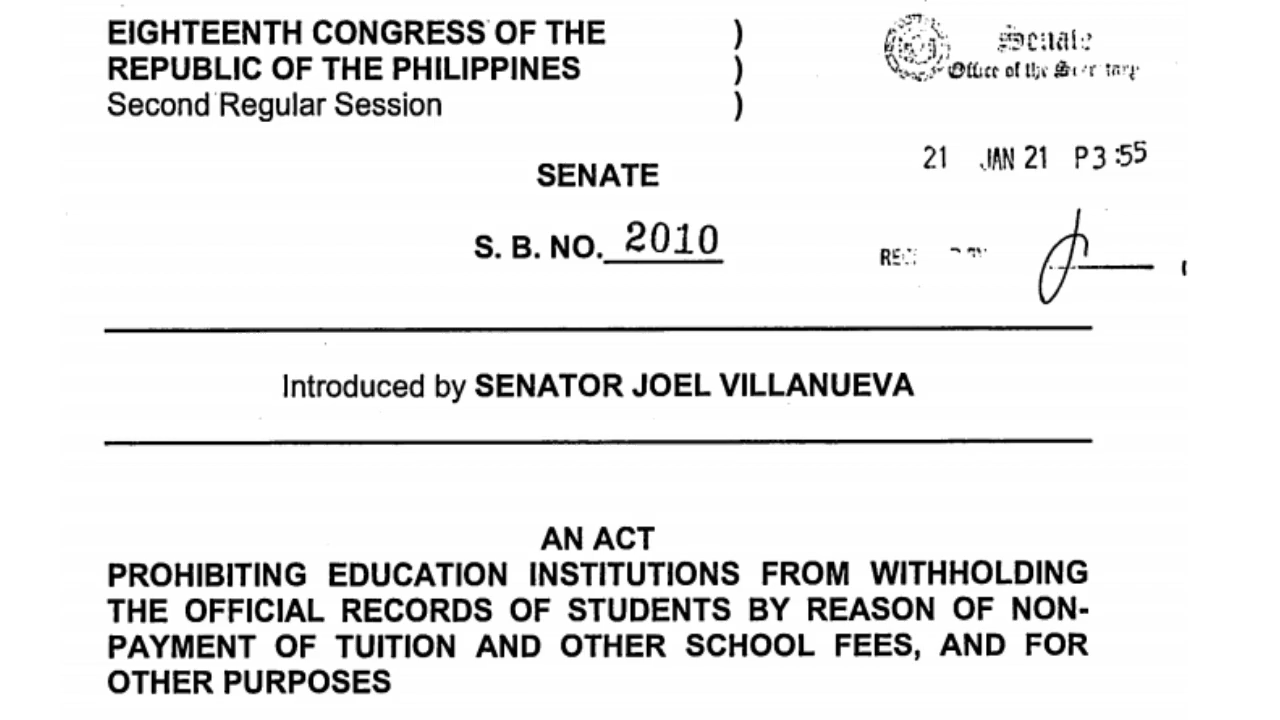 EIGHTEENTH CONGRESS OF THE )
REPUBLIC OF THE PHILIPPINES )
Second Regular Session )
Senate
Office of the Secretary
21 JAN 21 P3:55
SENATE
S. B. NO. 2010
Introduced by SENATOR JOEL VILLANUEVA
AN ACT
PROHIBITING EDUCATION INSTITUTIONS FROM WITHHOLDING
THE OFFICIAL RECORDS OF STUDENTS BY REASON OF NON-
PAYMENT OF TUITION AND OTHER SCHOOL FEES, AND FOR
OTHER PURPOSES